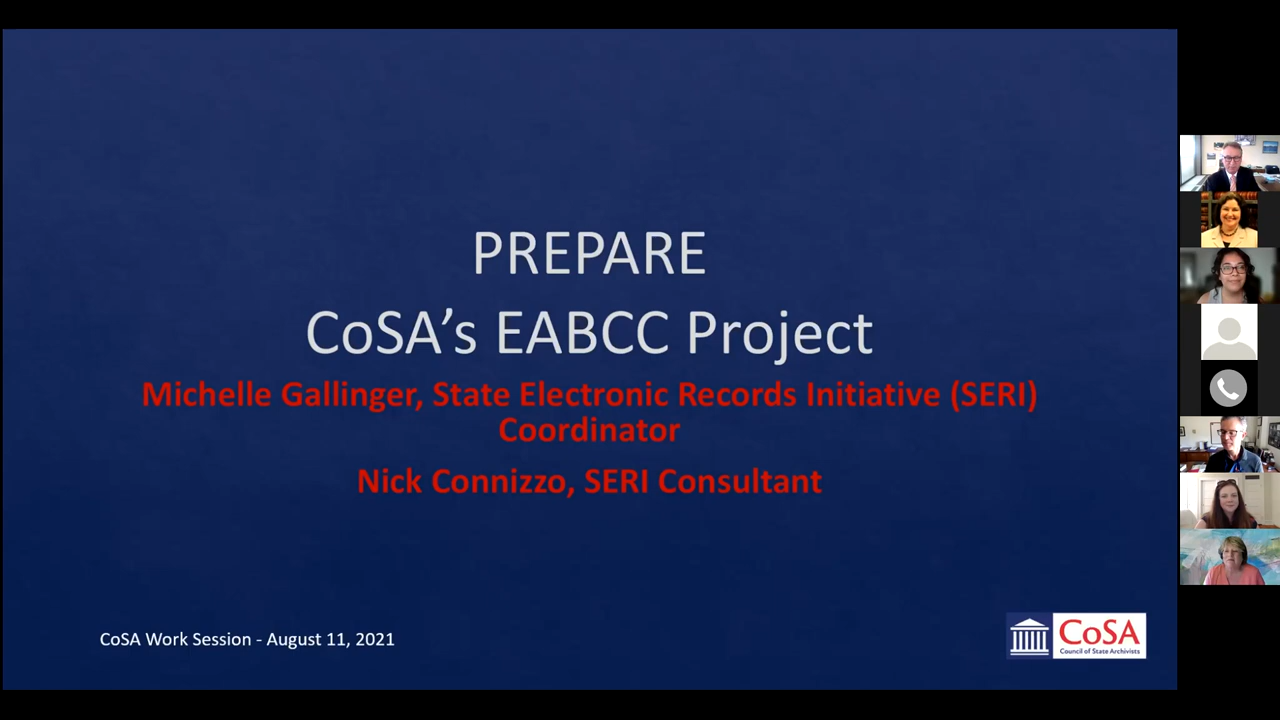 PREPARE
CoSA’s EABCC Project
Michelle Gallinger, State Electronic Records Initiative (SERI)
Coordinator
Nick Connizzo, SERI Consultant
CoSA Work Session - August 11, 2021
CoSA
Council of State Archivists